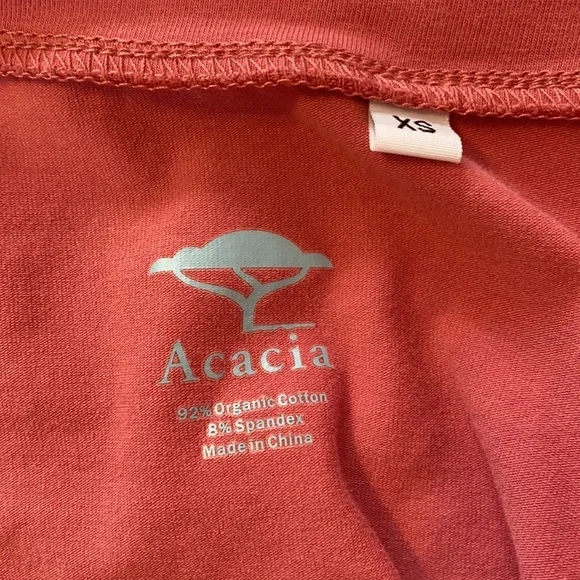 XS
Acacia
92% Organic Cotton
8% Spandex
Made in China